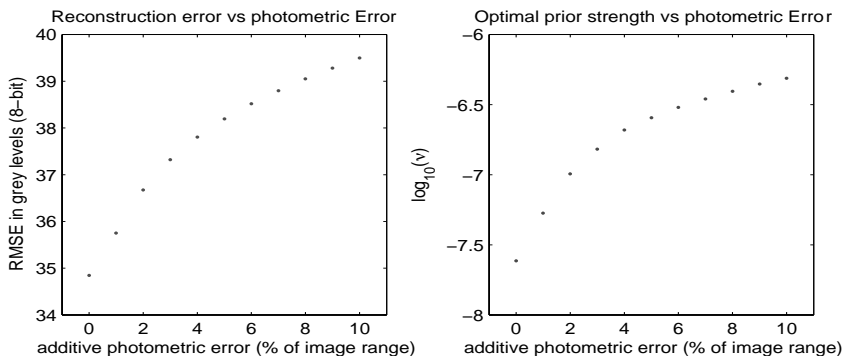 Reconstruction error vs photometric Error
RMSE in grey levels (8−bit)
40
39
38
37
36
35
34
0 2 4 6 8 10
additive photometric error (% of image range)
Optimal prior strength vs photometric Error
log10(ν)
−6
−6.5
−7
−7.5
−8
0 2 4 6 8 10
additive photometric error (% of image range)